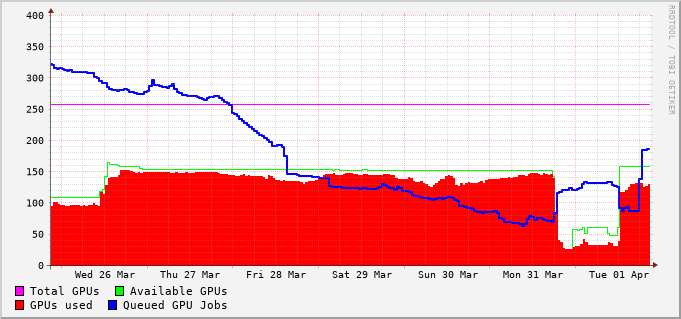 400
350
300
250
200
150
100
50
0
Wed 26 Mar Thu 27 Mar Fri 28 Mar Sat 29 Mar Sun 30 Mar Mon 31 Mar Tue 01 Apr
Total GPUs Available GPUs
GPUs used Queued GPU Jobs
RRDTOOL / TOBI OETIKER